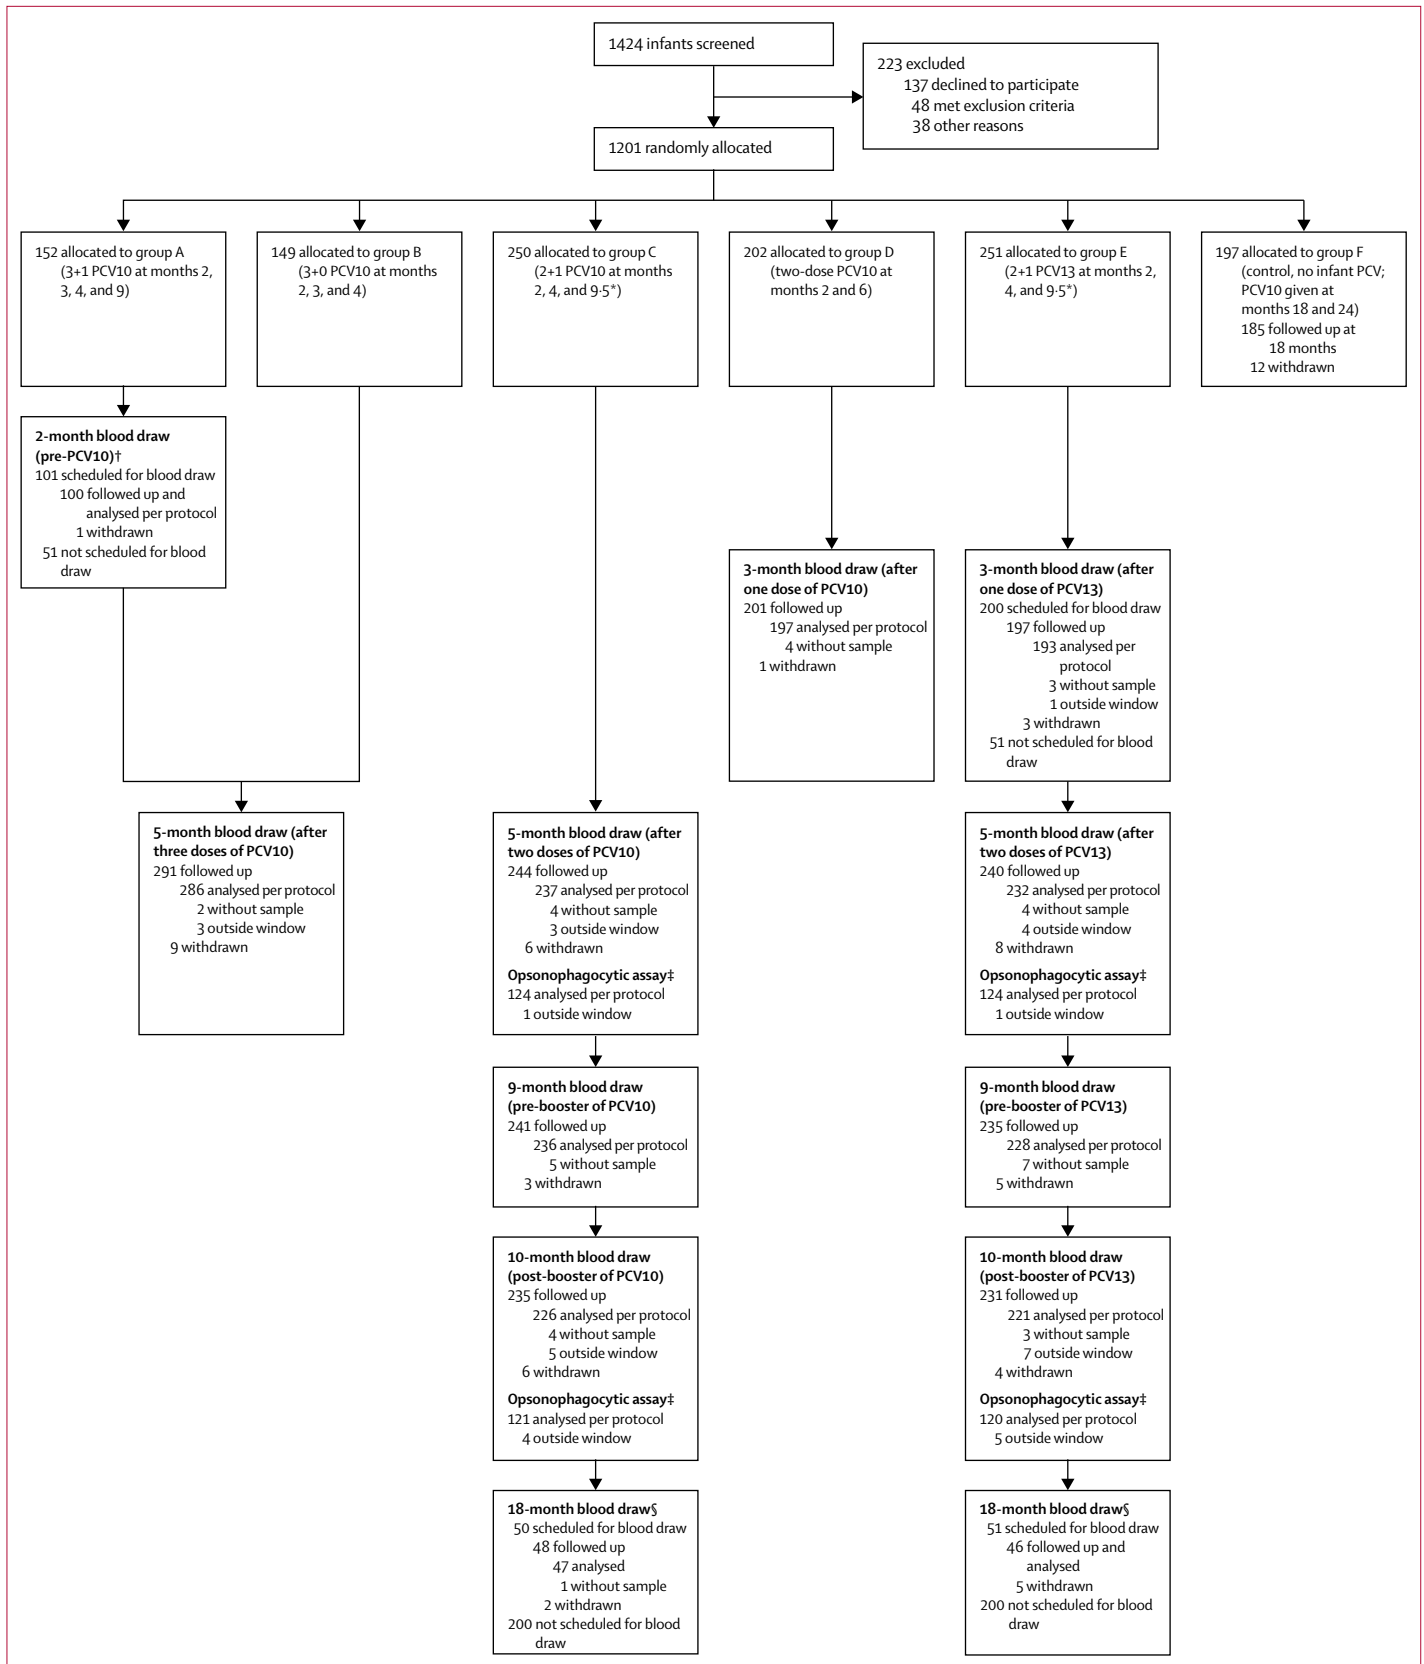 1424 infants screened
223 excluded
137 declined to participate
48 met exclusion criteria
38 other reasons
1201 randomly allocated
152 allocated to group A
(3+1 PCV10 at months 2,
3, 4, and 9)
149 allocated to group B
(3+0 PCV10 at months
2, 3, and 4)
250 allocated to group C
(2+1 PCV10 at months
2, 4, and 9·5*)
202 allocated to group D
(two-dose PCV10 at
months 2 and 6)
251 allocated to group E
(2+1 PCV13 at months 2,
4, and 9·5*)
197 allocated to group F
(control, no infant PCV;
PCV10 given at
months 18 and 24)
185 followed up at
18 months
12 withdrawn
2-month blood draw
(pre-PCV10)†
101 scheduled for blood draw
100 followed up and
analysed per protocol
1 withdrawn
51 not scheduled for blood
draw
3-month blood draw (after
one dose of PCV10)
201 followed up
197 analysed per protocol
4 without sample
1 withdrawn
3-month blood draw (after
one dose of PCV13)
200 scheduled for blood draw
197 followed up
193 analysed per
protocol
3 without sample
1 outside window
3 withdrawn
51 not scheduled for blood
draw
5-month blood draw (after
three doses of PCV10)
291 followed up
286 analysed per protocol
2 without sample
3 outside window
9 withdrawn
5-month blood draw (after
two doses of PCV10)
244 followed up
237 analysed per protocol
4 without sample
3 outside window
6 withdrawn
Opsonophagocytic assay‡
124 analysed per protocol
1 outside window
5-month blood draw (after
two doses of PCV13)
240 followed up
232 analysed per protocol
4 without sample
4 outside window
8 withdrawn
Opsonophagocytic assay‡
124 analysed per protocol
1 outside window
9-month blood draw
(pre-booster of PCV10)
241 followed up
236 analysed per protocol
5 without sample
3 withdrawn
9-month blood draw
(pre-booster of PCV13)
235 followed up
228 analysed per protocol
7 without sample
5 withdrawn
10-month blood draw
(post-booster of PCV10)
235 followed up
226 analysed per protocol
4 without sample
5 outside window
6 withdrawn
Opsonophagocytic assay‡
121 analysed per protocol
4 outside window
10-month blood draw
(post-booster of PCV13)
231 followed up
221 analysed per protocol
3 without sample
7 outside window
4 withdrawn
Opsonophagocytic assay‡
120 analysed per protocol
5 outside window
18-month blood draw§
50 scheduled for blood draw
48 followed up
47 analysed
1 without sample
2 withdrawn
200 not scheduled for blood
draw
18-month blood draw§
51 scheduled for blood draw
46 followed up and
analysed
5 withdrawn
200 not scheduled for blood
draw